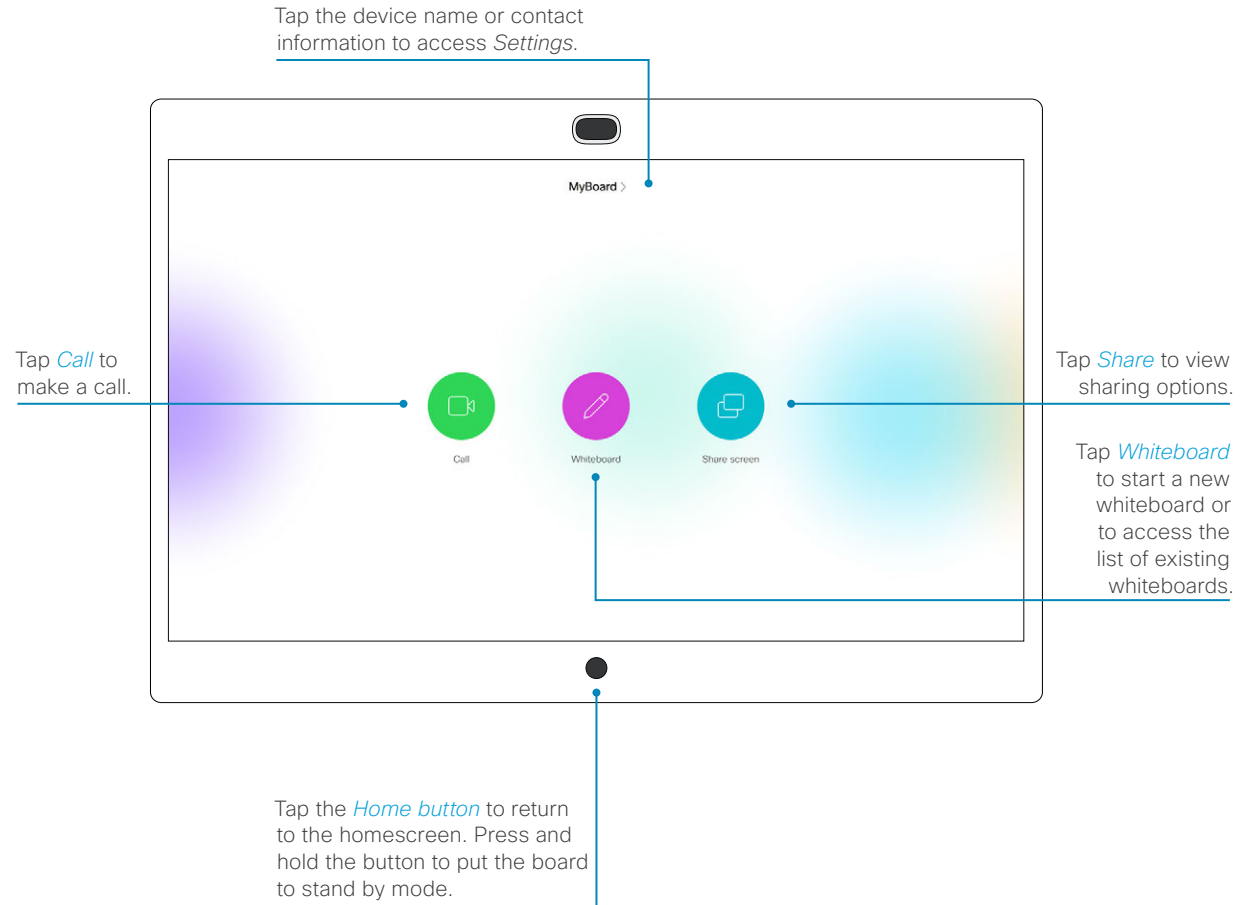 Tap the device name or contact
information to access Settings.
MyBoard >
Tap Call to
make a call.
Call
Whiteboard
Share screen
Tap Share to view
sharing options.
Tap Whiteboard
to start a new
whiteboard or
to access the
list of existing
whiteboards.
Tap the Home button to return
to the homescreen. Press and
hold the button to put the board
to stand by mode.